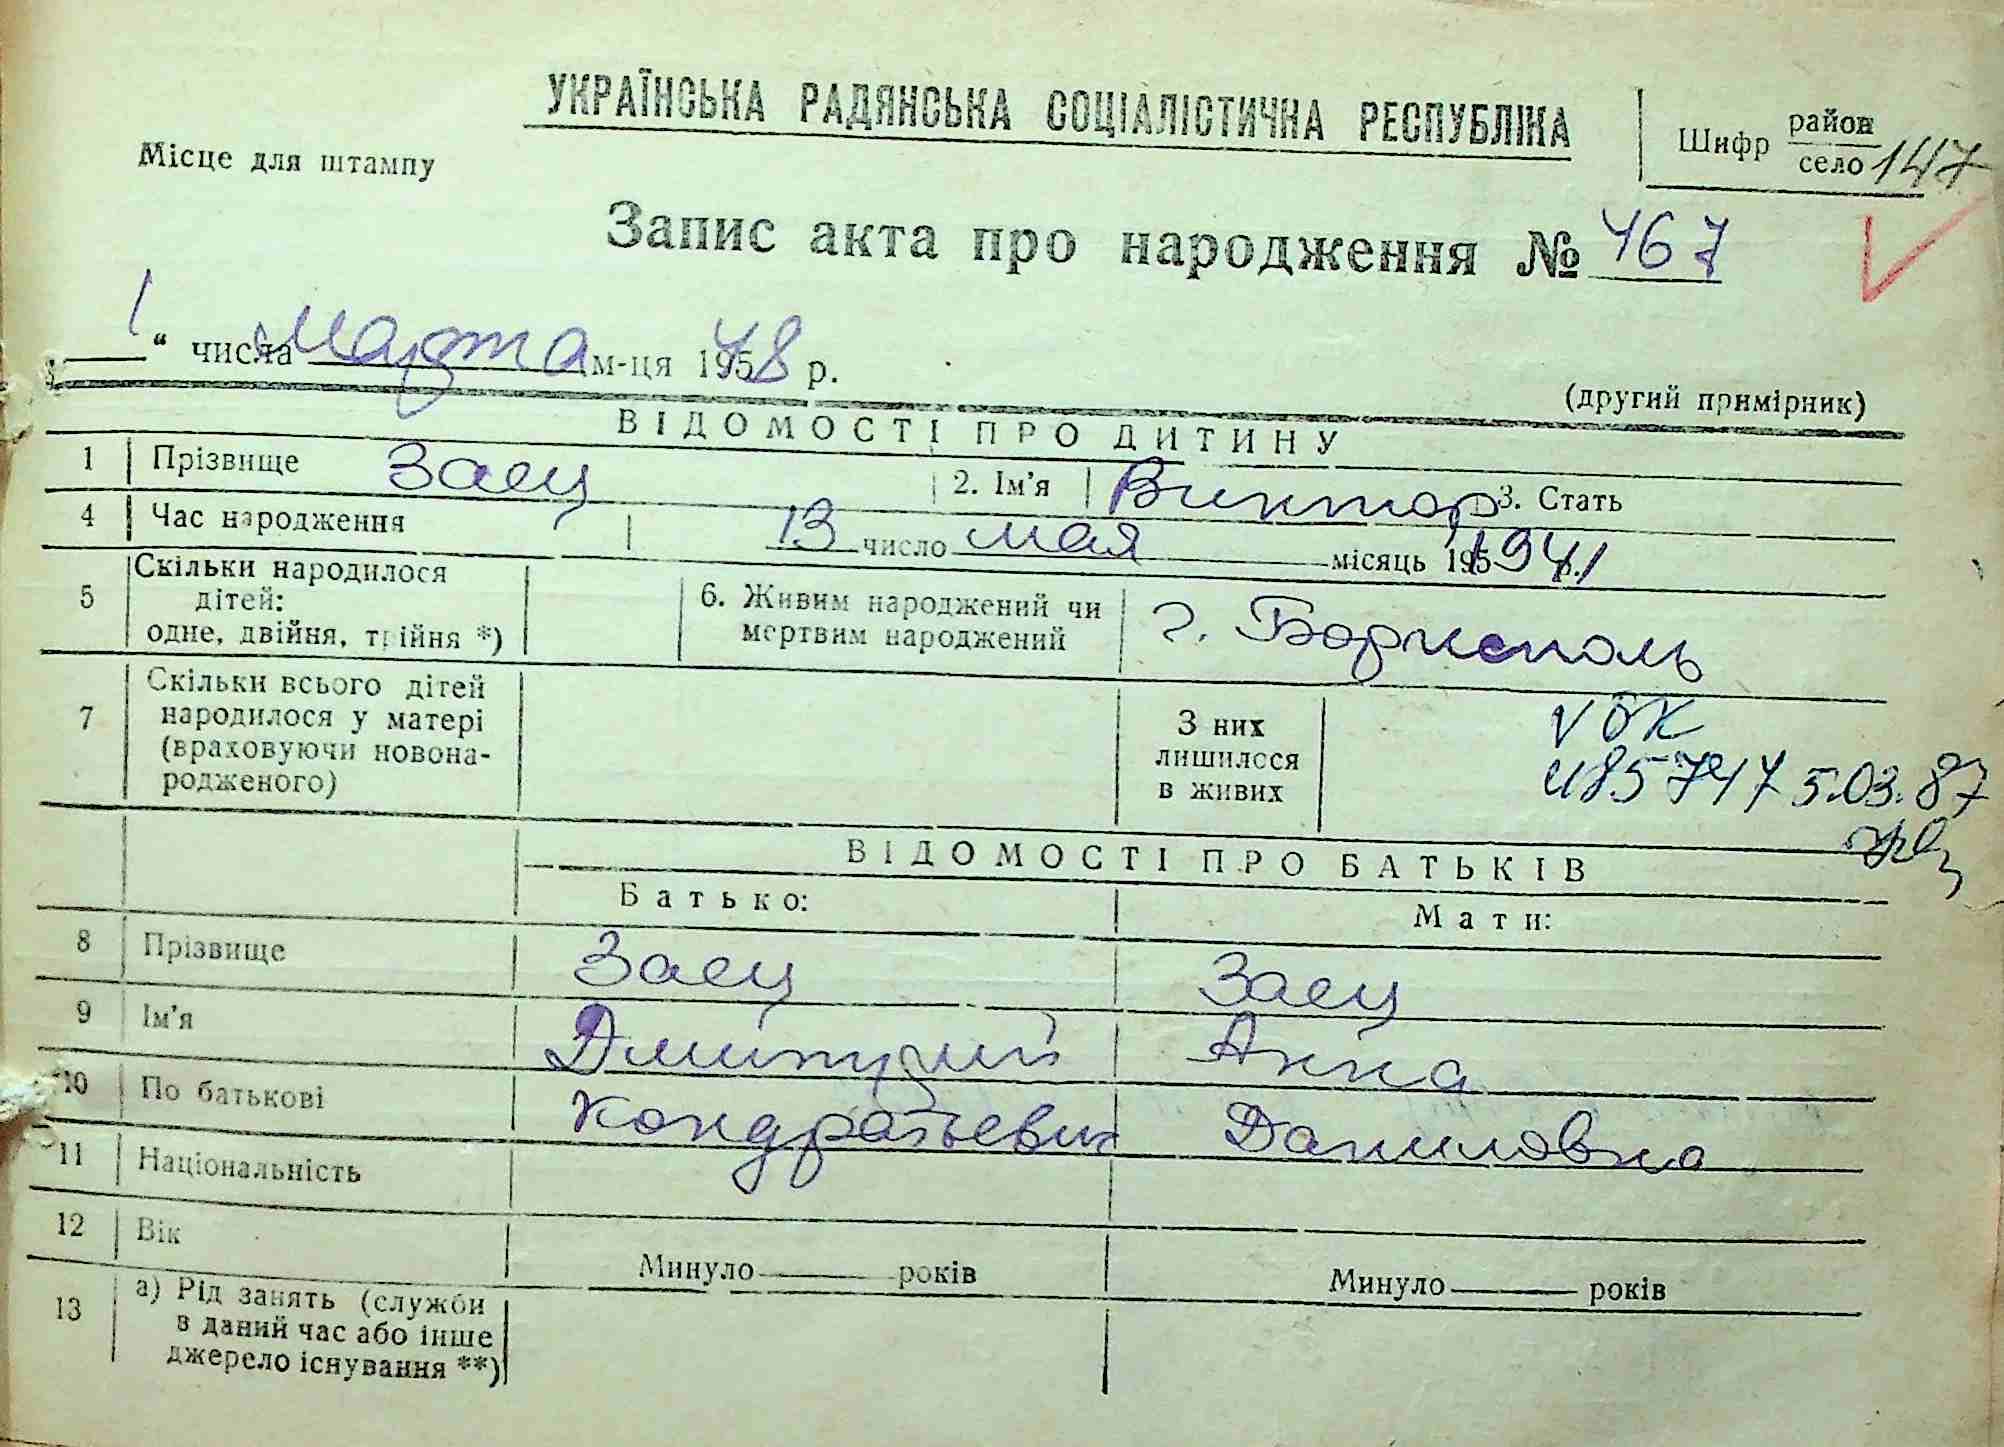 УКРАЇНСЬКА РАДЯНСЬКА СОЦІАЛІСТИЧНА РЕСПУБЛІКА
Шифр район село 147
Місце для штампу
Запис акта про народження № 467
1 “ числа марта м-ця 195 48 р.
(другий примірник)
ВІДОМОСТІ ПРО ДИТИНУ
1 Прізвище Заец 2. Ім’я Виктор 3. Стать
4 Час народження 13 число мая місяць 195 1941 р.
5 Скільки народилося дітей: одне, двійня, трійня *) 6. Живим народжений чи мертвим народжений г. Борисполь
7 Скільки всього дітей народилося у матері (враховуючи новонародженого) З них лишилося в живих
V ОК
485747 5.03.87
ВІДОМОСТІ ПРО БАТЬКІВ
Батько: Мати:
8 Прізвище Заец Заец
9 Ім’я Дмитрий Анна
10 По батькові Кондратьевич Даниловна
11 Національність
12 Вік Минуло років Минуло років
13 а) Рід занять (служби в даний час або інше джерело існування **)